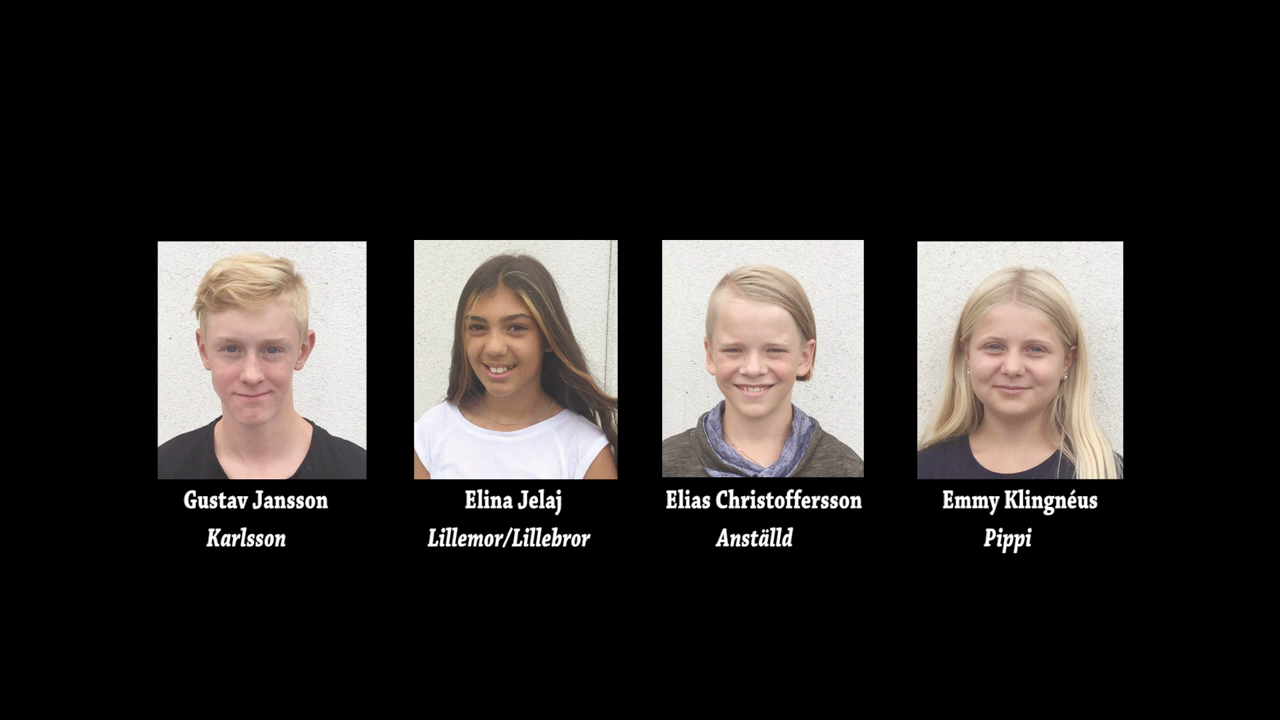 Gustav Jansson
Karlsson
Elina Jelaj
Lillemor/Lillebror
Elias Christoffersson
Anställd
Emmy Klingnéus
Pippi